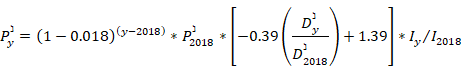 P_y^י = (1 − 0.018)^(y−2018) * P_2018^י * [−0.39 (D_y^י / D_2018^י) + 1.39] * I_y/I_2018